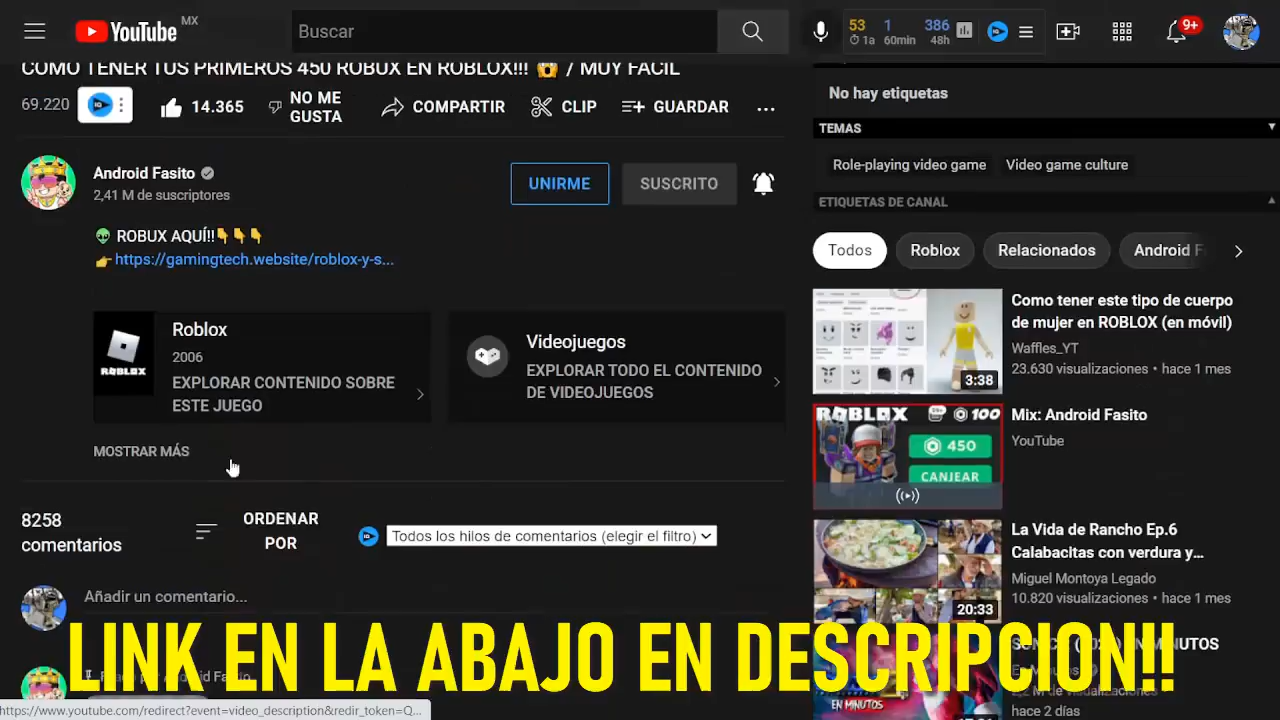 YouTube MX
Buscar
53 1 386
1a 60min 48h
9+
COMO TENER TUS PRIMEROS 450 ROBUX EN ROBLOX!!! 😱 / MUY FACIL
69.220
14.365
NO ME
GUSTA
COMPARTIR
CLIP
GUARDAR
Android Fasito
2,41 M de suscriptores
UNIRME
SUSCRITO
👽 ROBUX AQUÍ!!👇👇👇
👉 https://gamingtech.website/roblox-y-s...
ROBLOX
Roblox
2006
EXPLORAR CONTENIDO SOBRE
ESTE JUEGO
Videojuegos
EXPLORAR TODO EL CONTENIDO
DE VIDEOJUEGOS
MOSTRAR MÁS
8258
comentarios
ORDENAR
POR
Todos los hilos de comentarios (elegir el filtro)
Añadir un comentario...
por Android Fasito
https://www.youtube.com/redirect?event=video_description&redir_token=Q...
No hay etiquetas
TEMAS
Role-playing video game Video game culture
ETIQUETAS DE CANAL
Todos Roblox Relacionados Android F
3:38
Como tener este tipo de cuerpo
de mujer en ROBLOX (en móvil)
Waffles_YT
23.630 visualizaciones • hace 1 mes
ROBLOX 100
450
CANJEAR
Mix: Android Fasito
YouTube
20:33
La Vida de Rancho Ep.6
Calabacitas con verdura y…
Miguel Montoya Legado
10.820 visualizaciones • hace 1 mes
EN MINUTOS
MINUTOS
M de visualizaciones
hace 2 días
LINK EN LA ABAJO EN DESCRIPCION!!